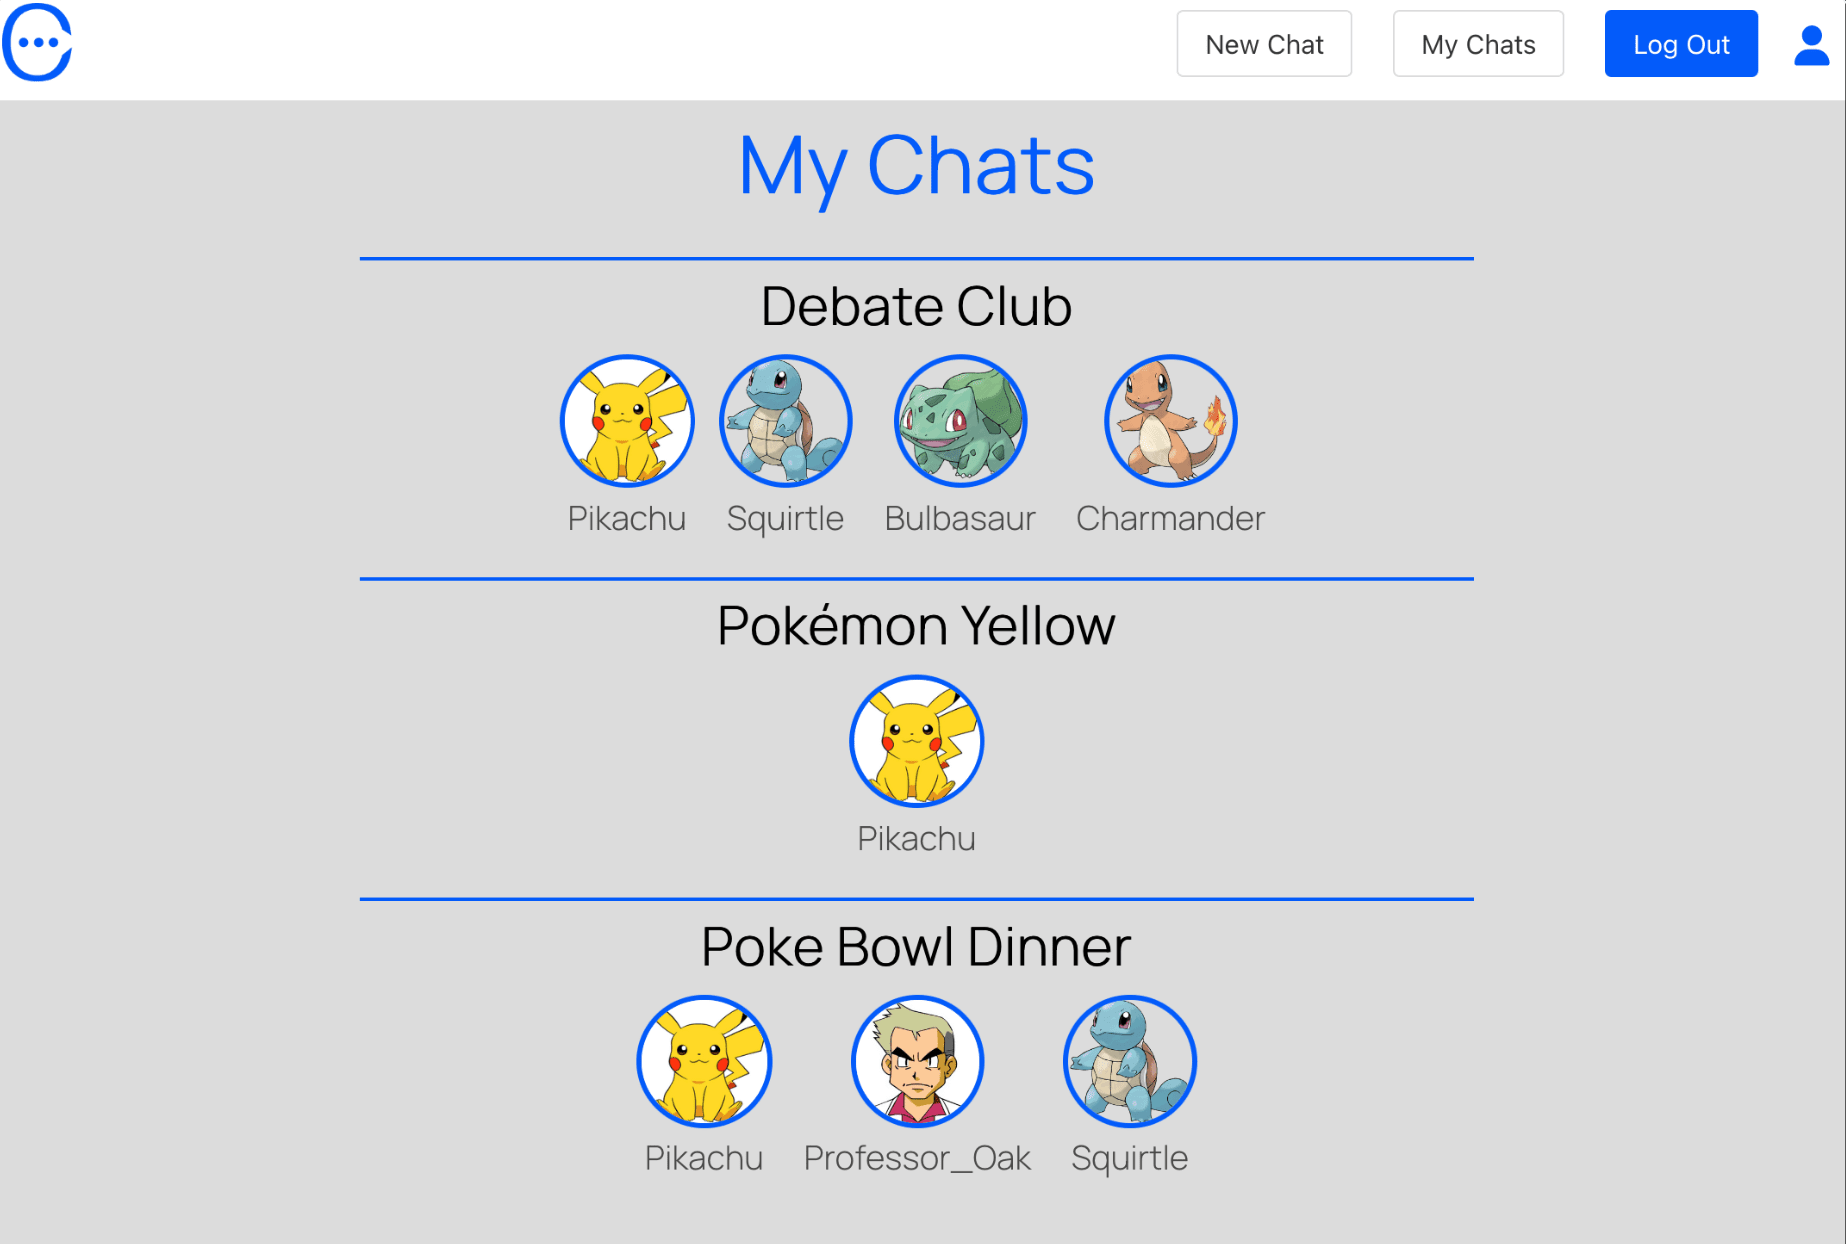 New Chat My Chats Log Out
My Chats
Debate Club
Pikachu Squirtle Bulbasaur Charmander
Pokémon Yellow
Pikachu
Poke Bowl Dinner
Pikachu Professor_Oak Squirtle